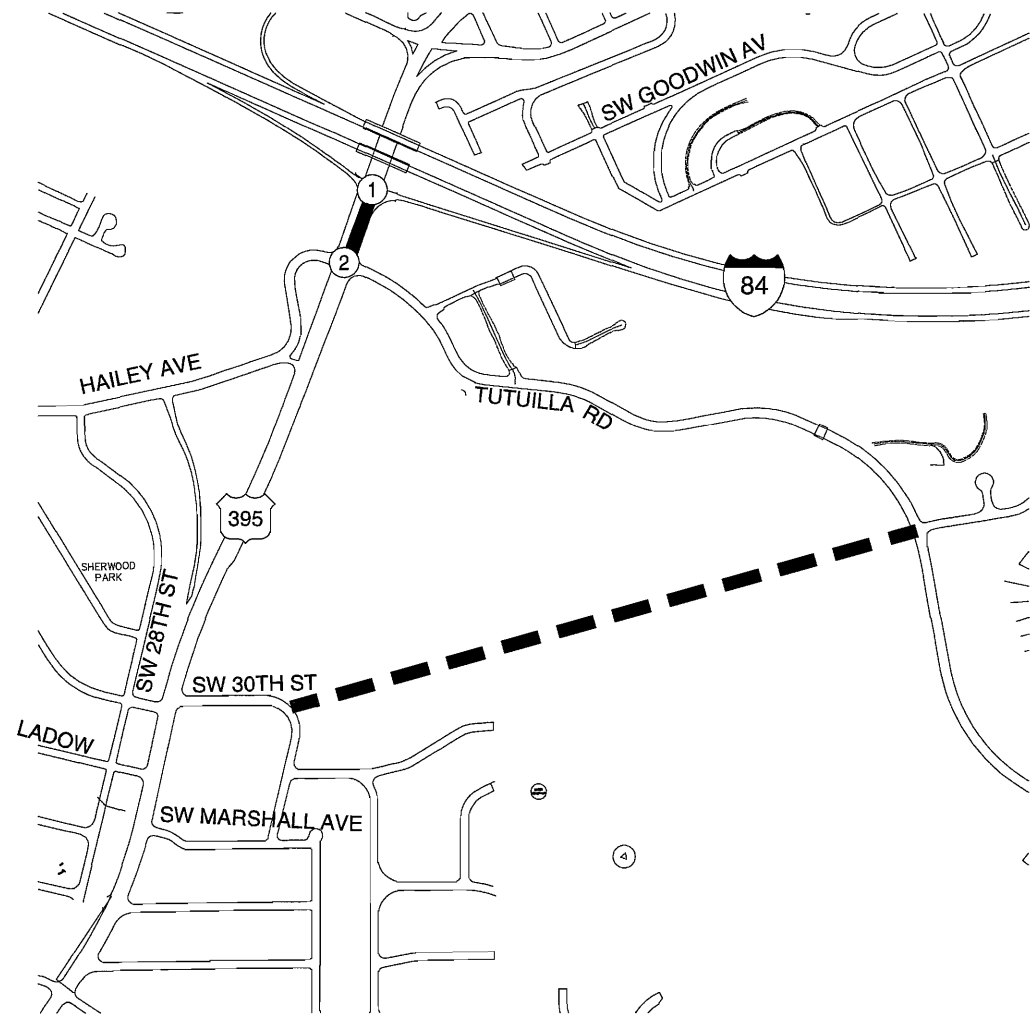 SW GOODWIN AV
1
2
84
HAILEY AVE
TUTUILLA RD
395
SHERWOOD
PARK
SW 28TH ST
SW 30TH ST
LADOW
SW MARSHALL AVE